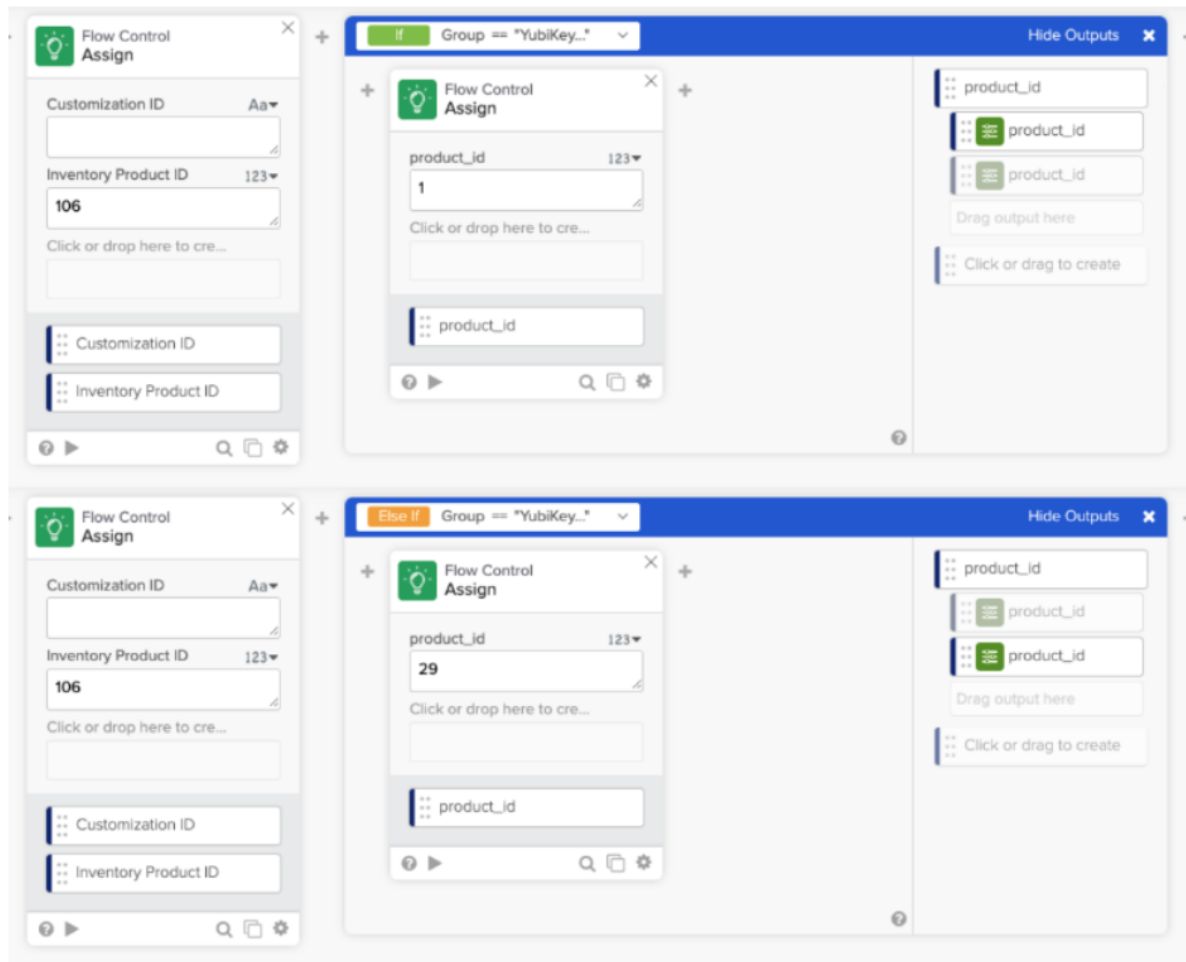 Flow Control
Assign
Customization ID Aa
Inventory Product ID 123
106
Click or drop here to cre...
Customization ID
Inventory Product ID
If Group == "YubiKey..."
Hide Outputs
Flow Control
Assign
product_id 123
1
Click or drop here to cre...
product_id
product_id
product_id
product_id
Drag output here
Click or drag to create
Flow Control
Assign
Customization ID Aa
Inventory Product ID 123
106
Click or drop here to cre...
Customization ID
Inventory Product ID
Else If Group == "YubiKey..."
Hide Outputs
Flow Control
Assign
product_id 123
29
Click or drop here to cre...
product_id
product_id
product_id
product_id
Drag output here
Click or drag to create